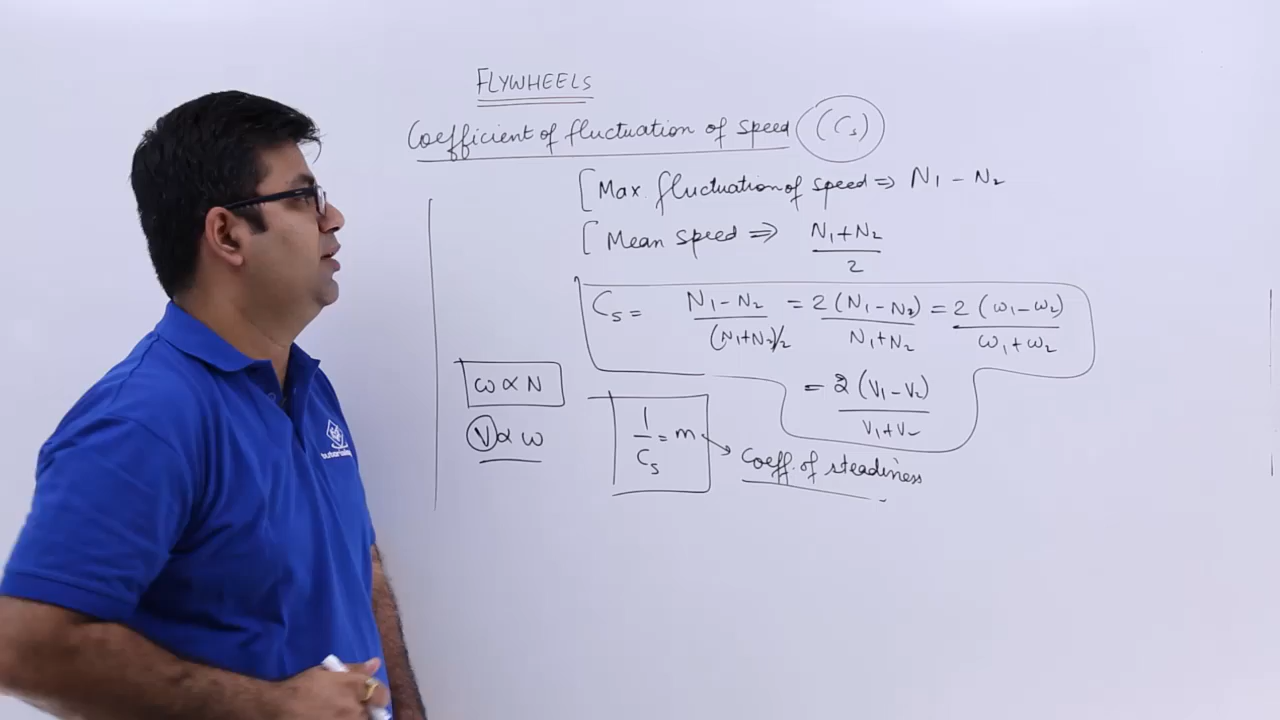 FLYWHEELS
Coefficient of fluctuation of speed (Cs)
[Max. fluctuation of speed ⇒ N1 - N2
[Mean speed ⇒ N1+N2 / 2
Cs = N1-N2 / (N1+N2)/2 = 2(N1-N2) / N1+N2 = 2(ω1-ω2) / ω1+ω2
= 2(V1-V2) / V1+V2
ω ∝ N
V ∝ ω
1/Cs = m → Coeff. of steadiness